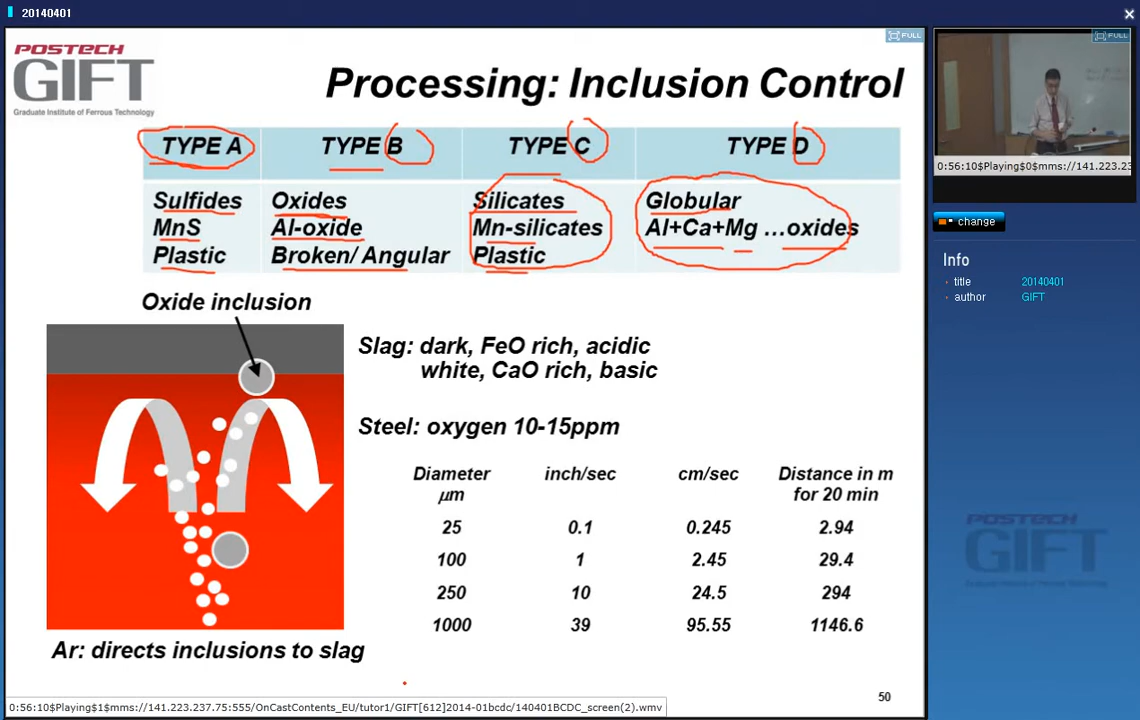 20140401
POSTECH
GIFT
Graduate Institute of Ferrous Technology
FULL
Processing: Inclusion Control
TYPE A TYPE B TYPE C TYPE D
Sulfides Oxides Silicates Globular
MnS Al-oxide Mn-silicates Al+Ca+Mg ...oxides
Plastic Broken/ Angular Plastic
Oxide inclusion
Slag: dark, FeO rich, acidic
white, CaO rich, basic
Steel: oxygen 10-15ppm
Diameter inch/sec cm/sec Distance in m
μm for 20 min
25 0.1 0.245 2.94
100 1 2.45 29.4
250 10 24.5 294
1000 39 95.55 1146.6
Ar: directs inclusions to slag
50
0:56:10$Playing$1$mms://141.223.237.75:555/OnCastContents_EU/tutor1/GIFT[612]2014-01bcdc/140401BCDC_screen(2).wmv
FULL
0:56:10$Playing$0$mms://141.223.23
change
Info
title 20140401
author GIFT
POSTECH
GIFT